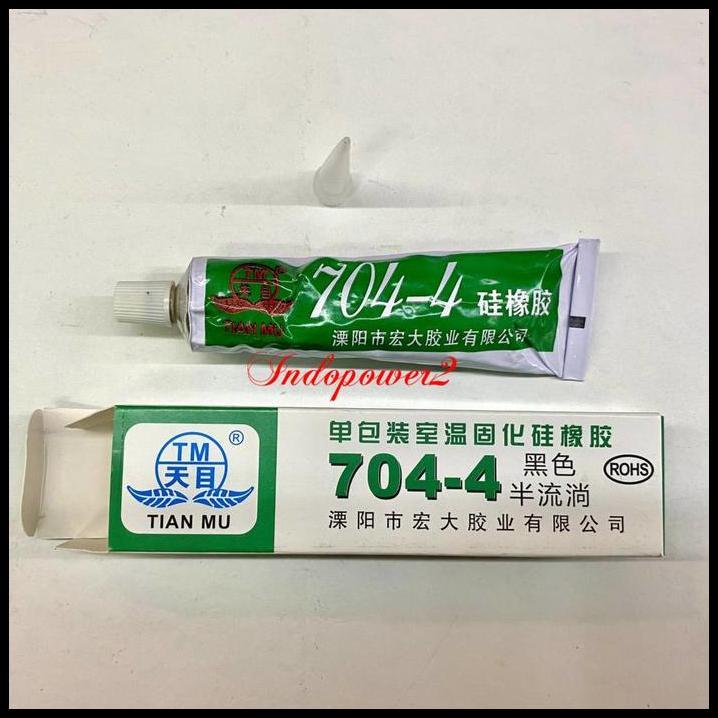 TM
天目
TIAN MU
®
704-4 硅橡胶
溧阳市宏大胶业有限公司
Indopower2
TM
天目
TIAN MU
®
单包装室温固化硅橡胶
704-4 黑色
半流淌
ROHS
溧阳市宏大胶业有限公司